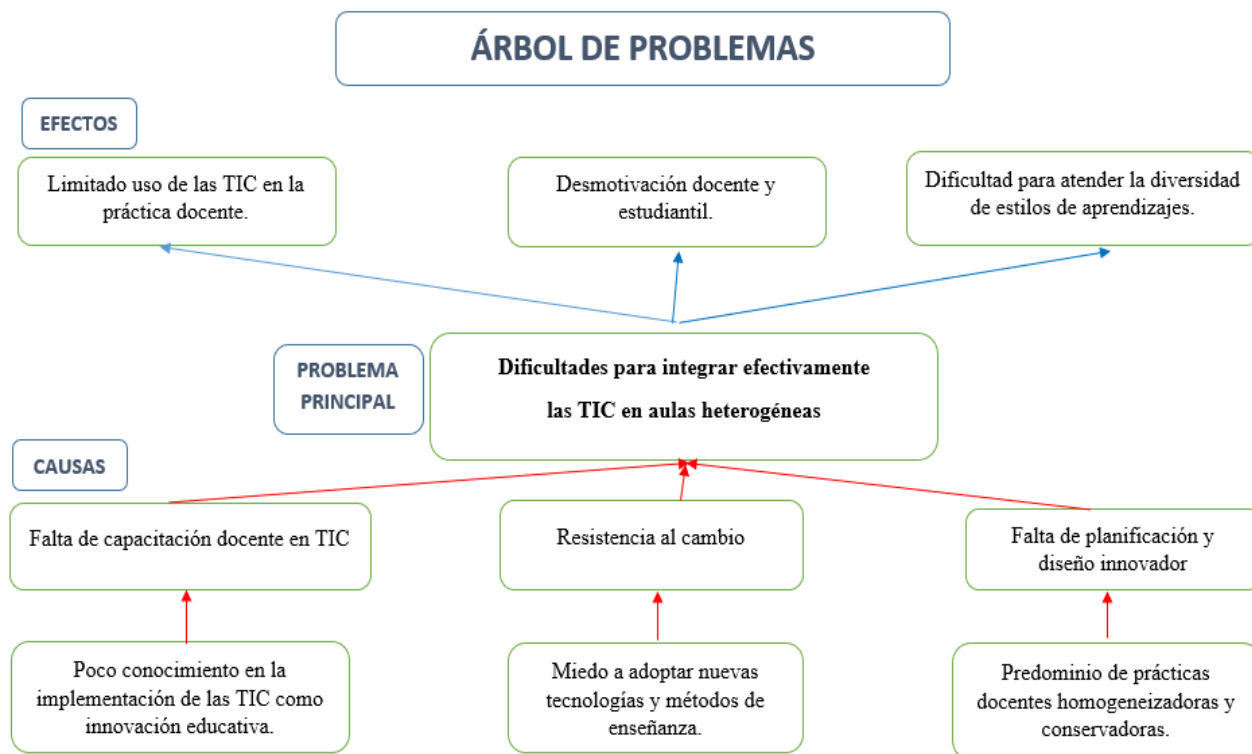 ÁRBOL DE PROBLEMAS
EFECTOS
Limitado uso de las TIC en la
práctica docente.
Desmotivación docente y
estudiantil.
Dificultad para atender la diversidad
de estilos de aprendizajes.
PROBLEMA
PRINCIPAL
Dificultades para integrar efectivamente
las TIC en aulas heterogéneas
CAUSAS
Falta de capacitación docente en TIC
Resistencia al cambio
Falta de planificación y
diseño innovador
Poco conocimiento en la
implementación de las TIC como
innovación educativa.
Miedo a adoptar nuevas
tecnologías y métodos de
enseñanza.
Predominio de prácticas
docentes homogeneizadoras y
conservadoras.